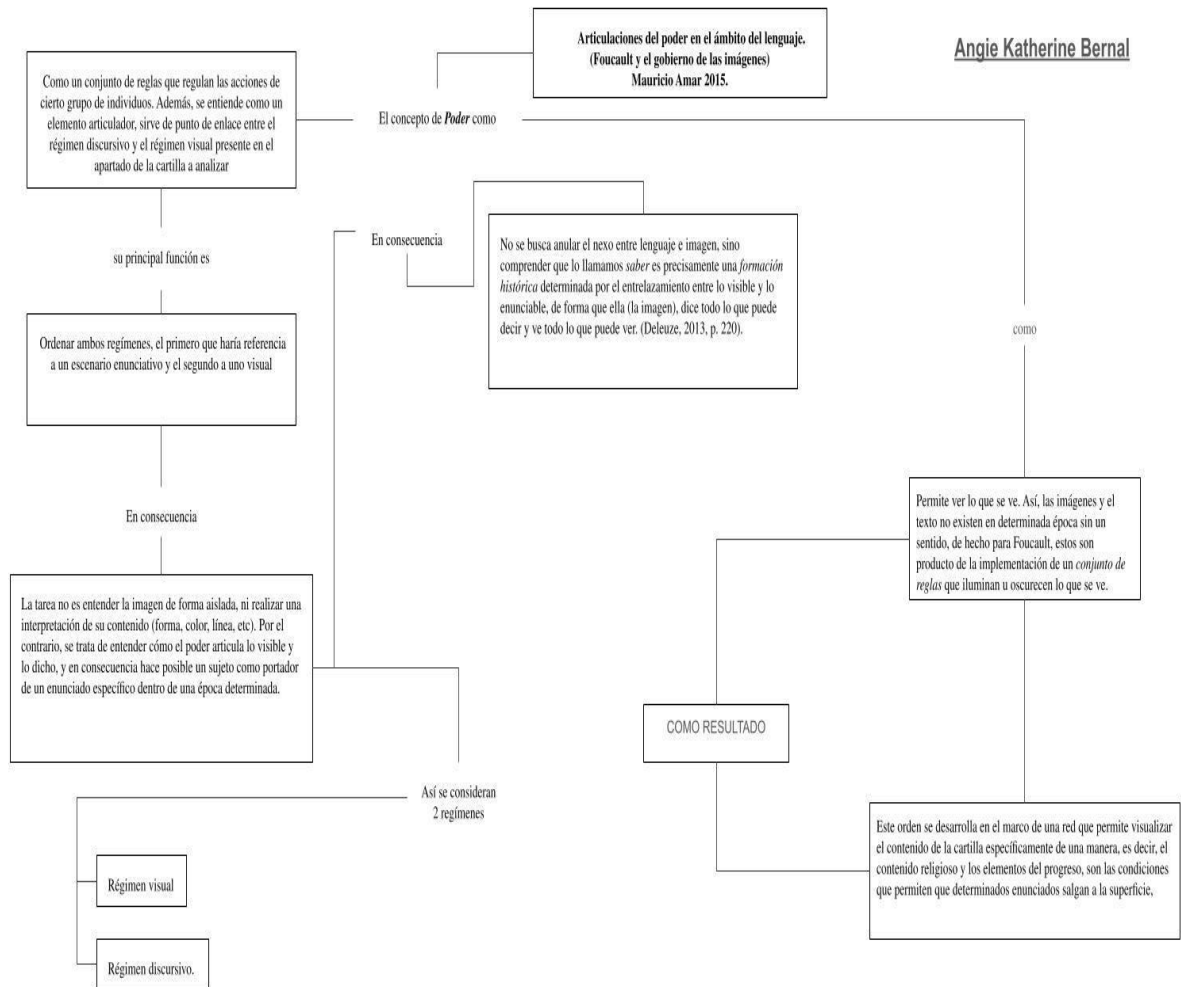 Articulaciones del poder en el ámbito del lenguaje.
(Foucault y el gobierno de las imágenes)
Mauricio Amar 2015.
Angie Katherine Bernal
Como un conjunto de reglas que regulan las acciones de
cierto grupo de individuos. Además, se entiende como un
elemento articulador, sirve de punto de enlace entre el
régimen discursivo y el régimen visual presente en el
apartado de la cartilla a analizar
El concepto de Poder como
su principal función es
Ordenar ambos regímenes, el primero que haría referencia
a un escenario enunciativo y el segundo a uno visual
En consecuencia
La tarea no es entender la imagen de forma aislada, ni realizar una
interpretación de su contenido (forma, color, línea, etc). Por el
contrario, se trata de entender cómo el poder articula lo visible y
lo dicho, y en consecuencia hace posible un sujeto como portador
de un enunciado específico dentro de una época determinada.
En consecuencia
No se busca anular el nexo entre lenguaje e imagen, sino
comprender que lo llamamos saber es precisamente una formación
histórica determinada por el entrelazamiento entre lo visible y lo
enunciable, de forma que ella (la imagen), dice todo lo que puede
decir y ve todo lo que puede ver. (Deleuze, 2013, p. 220).
Así se consideran
2 regímenes
Régimen visual
Régimen discursivo.
como
Permite ver lo que se ve. Así, las imágenes y el
texto no existen en determinada época sin un
sentido, de hecho para Foucault, estos son
producto de la implementación de un conjunto de
reglas que iluminan u oscurecen lo que se ve.
COMO RESULTADO
Este orden se desarrolla en el marco de una red que permite visualizar
el contenido de la cartilla específicamente de una manera, es decir, el
contenido religioso y los elementos del progreso, son las condiciones
que permiten que determinados enunciados salgan a la superficie,